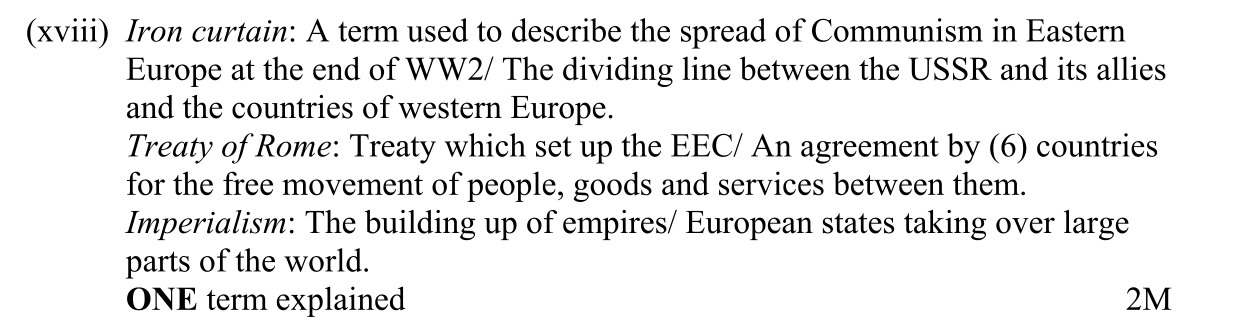 (xviii) Iron curtain: A term used to describe the spread of Communism in Eastern
Europe at the end of WW2/ The dividing line between the USSR and its allies
and the countries of western Europe.
Treaty of Rome: Treaty which set up the EEC/ An agreement by (6) countries
for the free movement of people, goods and services between them.
Imperialism: The building up of empires/ European states taking over large
parts of the world.
ONE term explained 2M